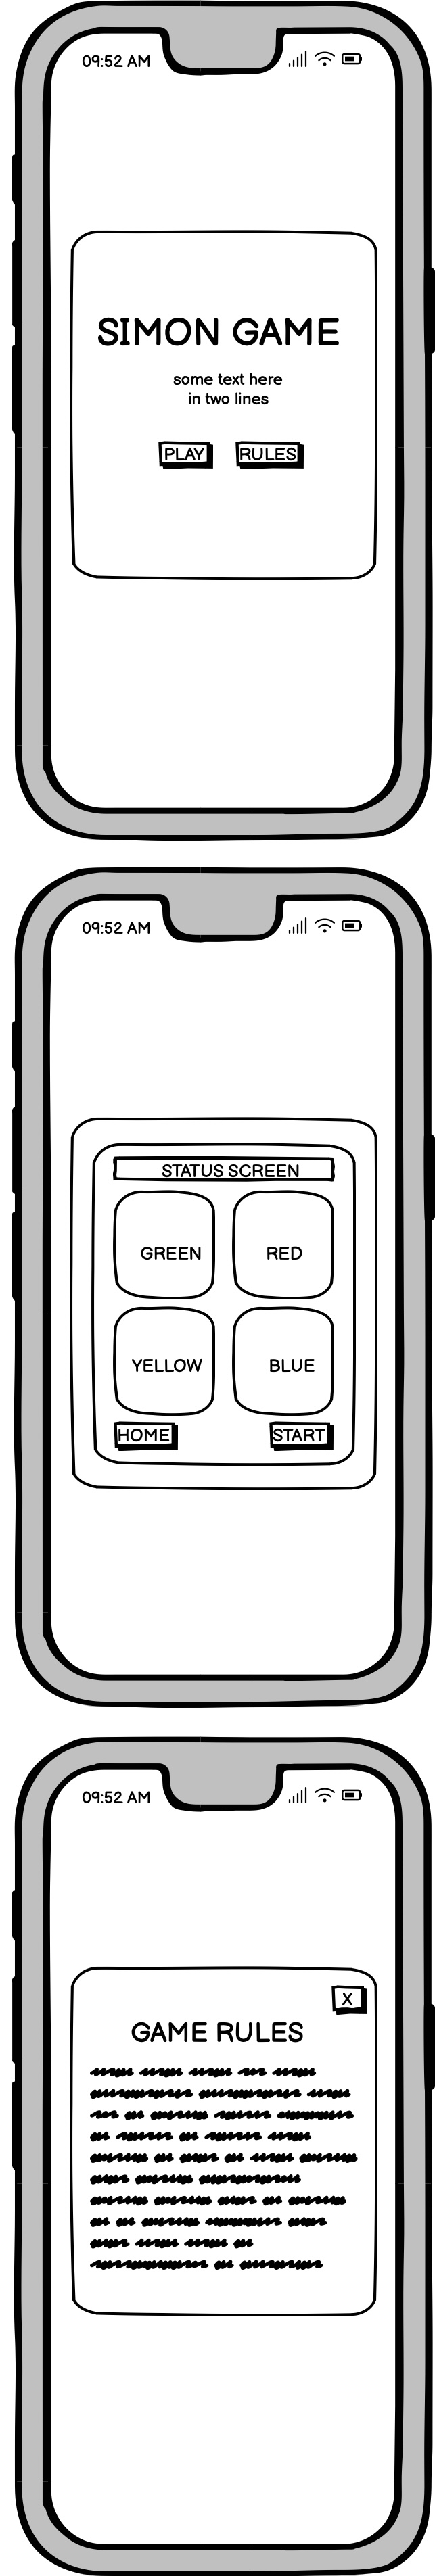 09:52 AM
SIMON GAME
some text here
in two lines
PLAY RULES
09:52 AM
STATUS SCREEN
GREEN RED
YELLOW BLUE
HOME START
09:52 AM
X
GAME RULES